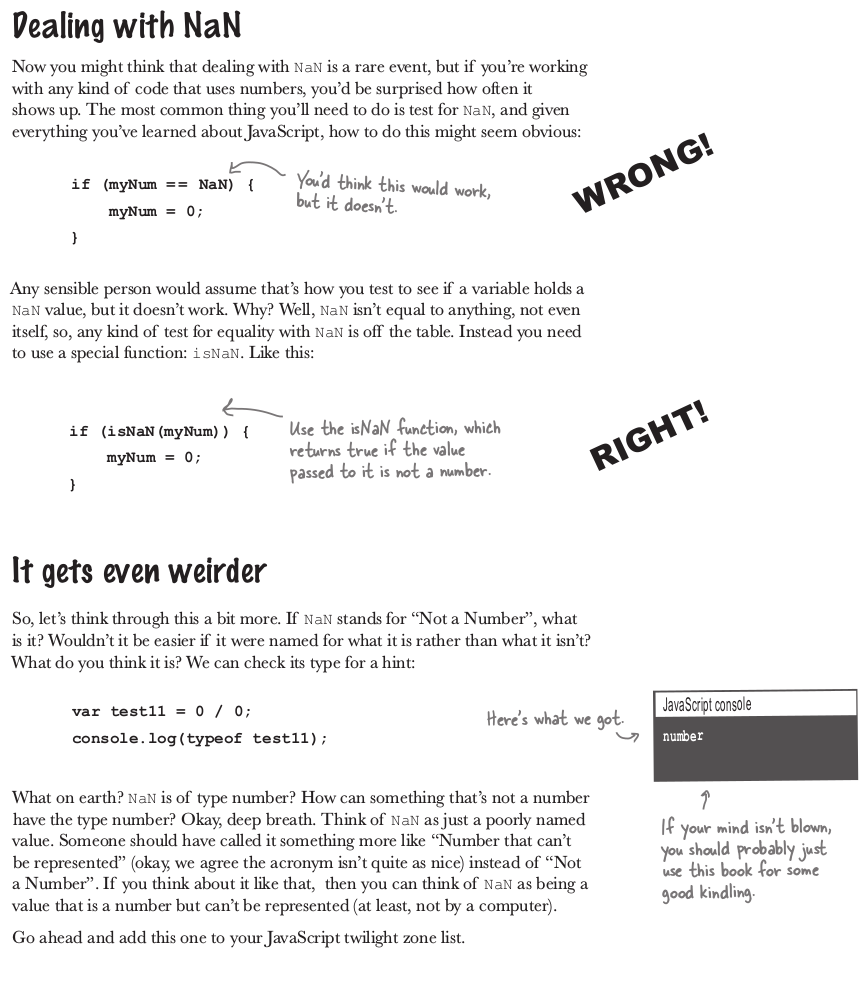 Dealing with NaN
Now you might think that dealing with NaN is a rare event, but if you're working
with any kind of code that uses numbers, you'd be surprised how often it
shows up. The most common thing you'll need to do is test for NaN, and given
everything you've learned about JavaScript, how to do this might seem obvious:
WRONG!
if (myNum == NaN) {
myNum = 0;
}
You'd think this would work,
but it doesn't.
Any sensible person would assume that's how you test to see if a variable holds a
NaN value, but it doesn't work. Why? Well, NaN isn't equal to anything, not even
itself, so, any kind of test for equality with NaN is off the table. Instead you need
to use a special function: isNaN. Like this:
RIGHT!
if (isNaN(myNum)) {
myNum = 0;
}
Use the isNaN function, which
returns true if the value
passed to it is not a number.
It gets even weirder
So, let's think through this a bit more. If NaN stands for “Not a Number”, what
is it? Wouldn't it be easier if it were named for what it is rather than what it isn't?
What do you think it is? We can check its type for a hint:
var test11 = 0 / 0;
console.log(typeof test11);
Here's what we got.
JavaScript console
number
If your mind isn't blown,
you should probably just
use this book for some
good kindling.
What on earth? NaN is of type number? How can something that's not a number
have the type number? Okay, deep breath. Think of NaN as just a poorly named
value. Someone should have called it something more like “Number that can't
be represented” (okay, we agree the acronym isn't quite as nice) instead of “Not
a Number”. If you think about it like that, then you can think of NaN as being a
value that is a number but can't be represented (at least, not by a computer).
Go ahead and add this one to your JavaScript twilight zone list.